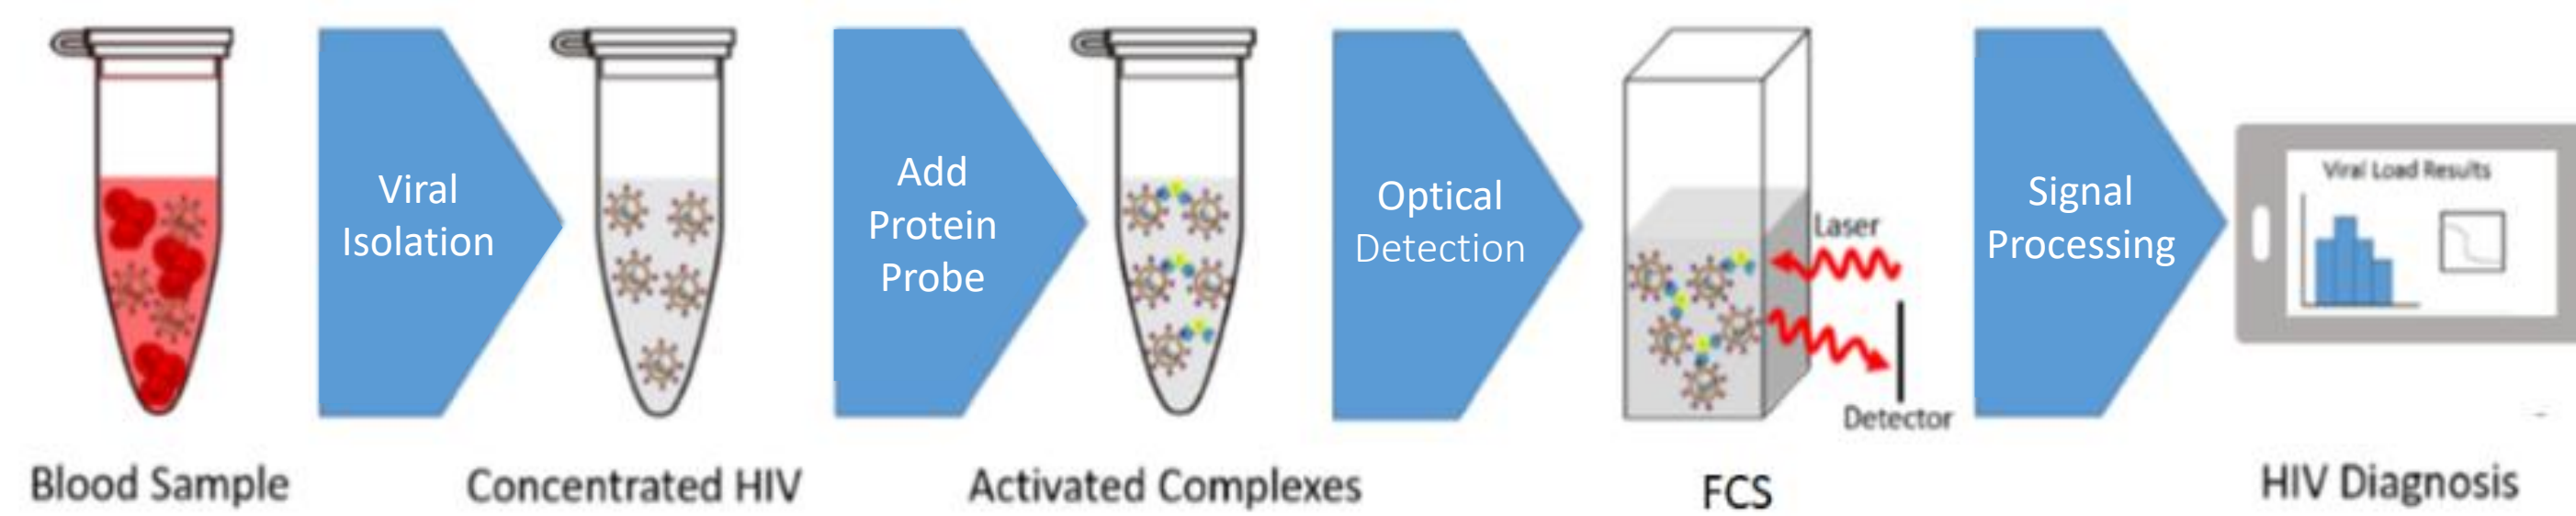 Viral
Isolation
Add
Protein
Probe
Optical
Detection
Laser
Detector
Signal
Processing
Viral Load Results
Blood Sample
Concentrated HIV
Activated Complexes
FCS
HIV Diagnosis